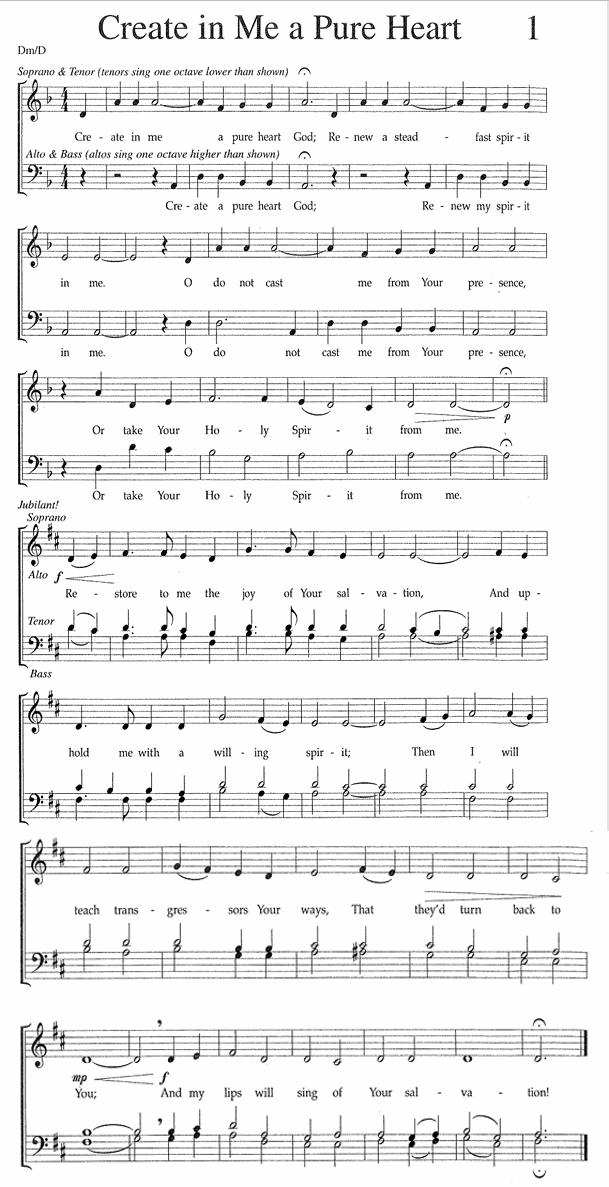 Create in Me a Pure Heart 1
Dm/D
Soprano & Tenor (tenors sing one octave lower than shown)
Cre - ate in me a pure heart God; Re - new a stead - fast spir - it
Alto & Bass (altos sing one octave higher than shown)
Cre - ate a pure heart God; Re - new my spir - it
in me. O do not cast me from Your pre - sence,
in me. O do not cast me from Your pre - sence,
Or take Your Ho - ly Spir - it from me.
p
Or take Your Ho - ly Spir - it from me.
Jubilant!
Soprano
Alto f
Re - store to me the joy of Your sal - va - tion, And up -
Tenor
Bass
hold me with a will - ing spir - it; Then I will
teach trans - gres - sors Your ways, That they'd turn back to
mp f
You; And my lips will sing of Your sal - va - tion!